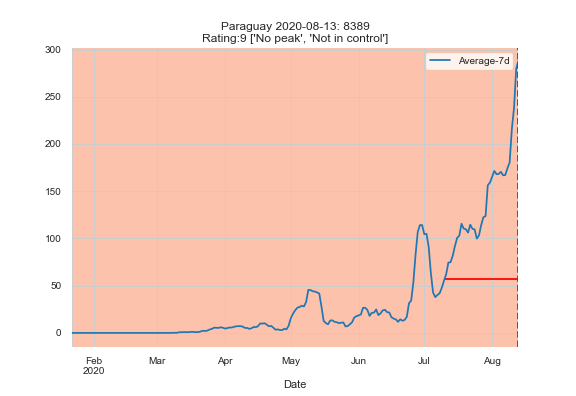 Paraguay 2020-08-13: 8389
Rating:9 ['No peak', 'Not in control']
Average-7d
300
250
200
150
100
50
0
Feb
2020
Mar
Apr
May
Jun
Jul
Aug
Date